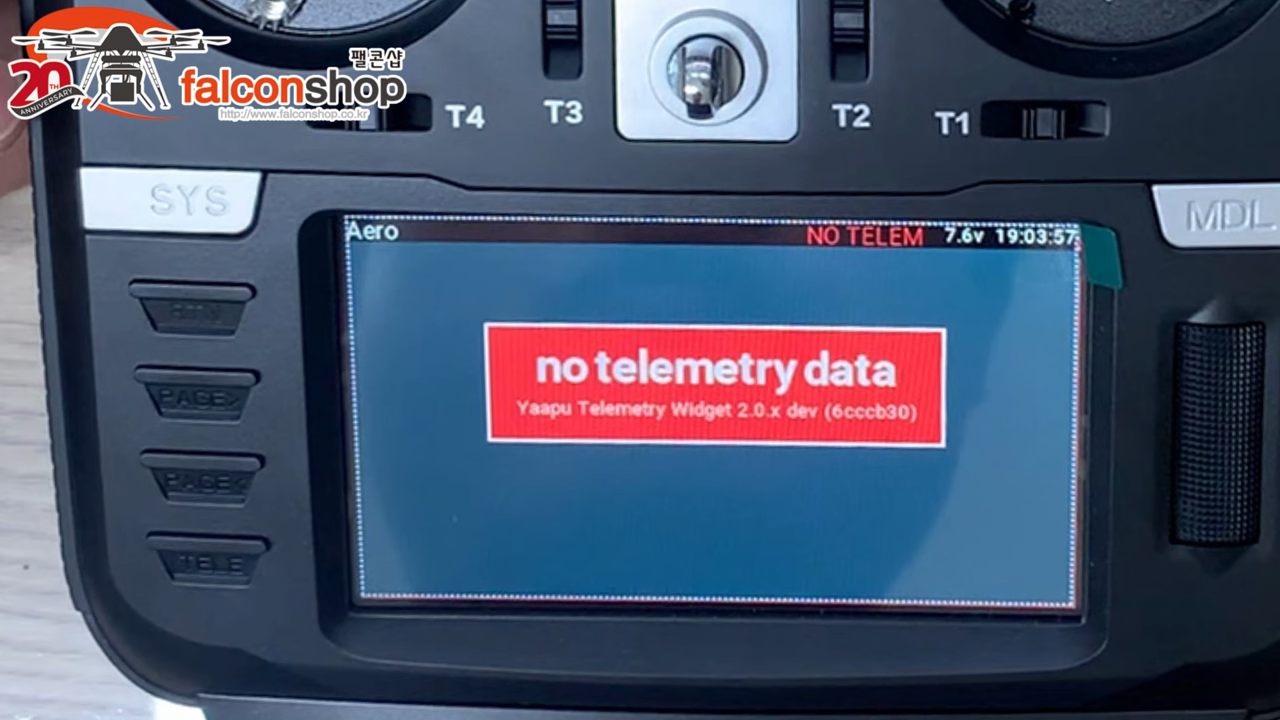 팰콘샵
20TH
ANNIVERSARY
falconshop
http://www.falconshop.co.kr
T4
T3
T2
T1
SYS
MDL
Aero
NO TELEM 7.6v 19:03:57
no telemetry data
Yaapu Telemetry Widget 2.0.x dev (6cccb30)
RTN
PAGE>
PAGE<
TELE